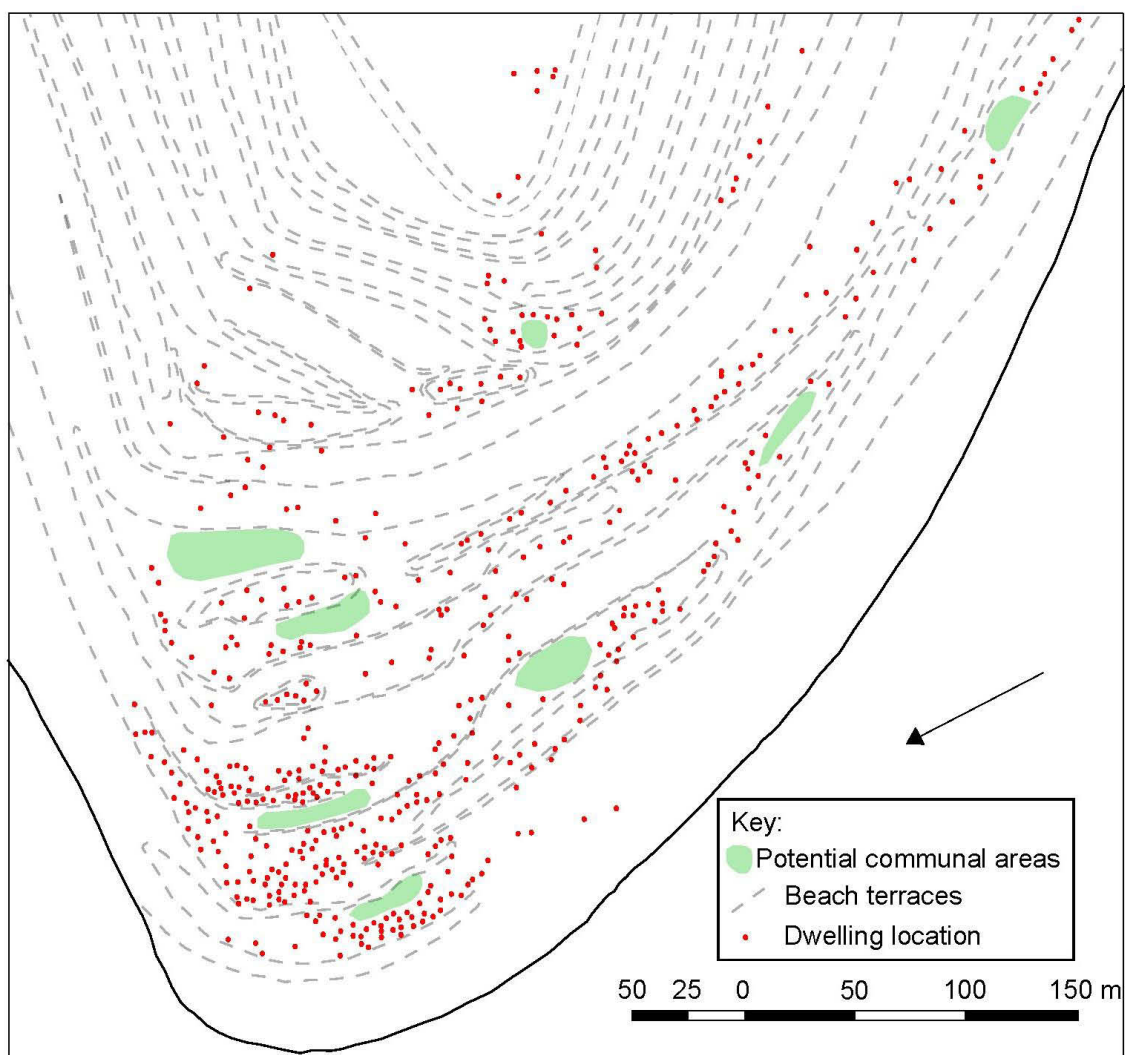 Key:
Potential communal areas
Beach terraces
Dwelling location
50 25 0 50 100 150 m